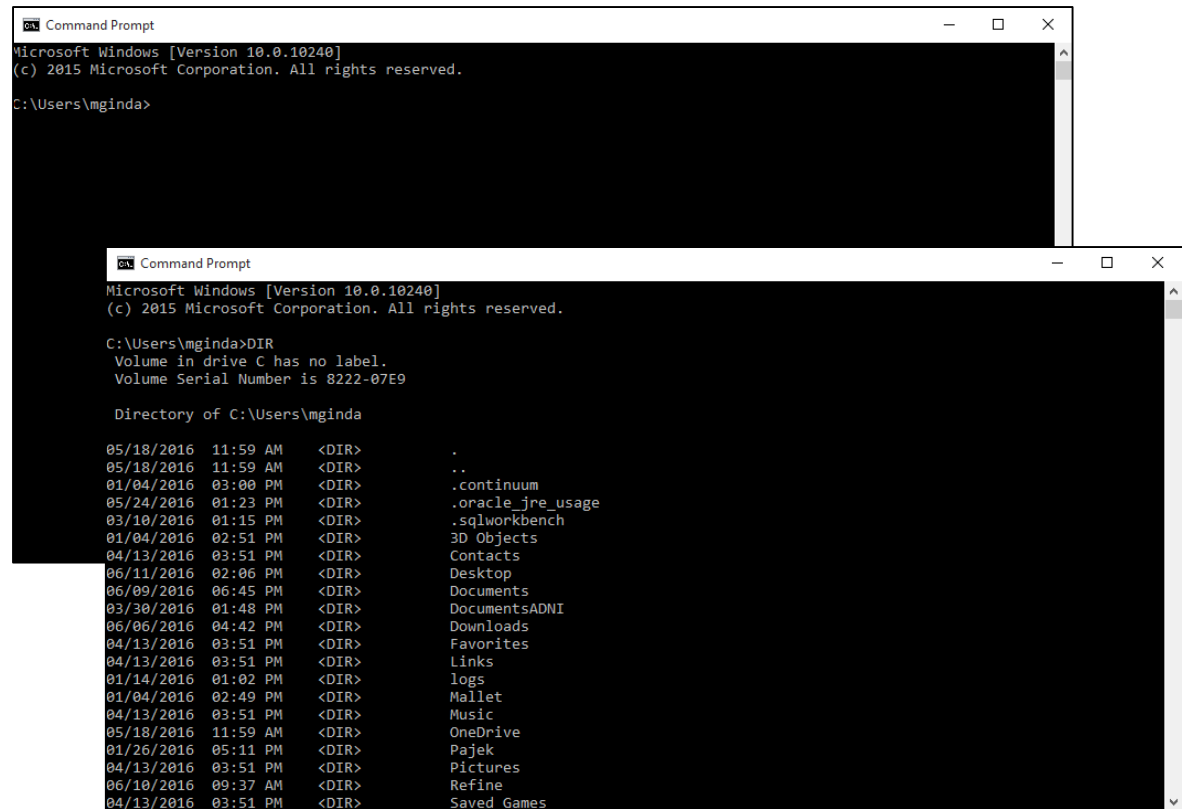 Command Prompt
Microsoft Windows [Version 10.0.10240]
(c) 2015 Microsoft Corporation. All rights reserved.
C:\Users\mginda>
Command Prompt
Microsoft Windows [Version 10.0.10240]
(c) 2015 Microsoft Corporation. All rights reserved.
C:\Users\mginda>DIR
Volume in drive C has no label.
Volume Serial Number is 8222-07E9
Directory of C:\Users\mginda
05/18/2016 11:59 AM <DIR> .
05/18/2016 11:59 AM <DIR> ..
01/04/2016 03:00 PM <DIR> .continuum
05/24/2016 01:23 PM <DIR> .oracle_jre_usage
03/10/2016 01:15 PM <DIR> .sqlworkbench
01/04/2016 02:51 PM <DIR> 3D Objects
04/13/2016 03:51 PM <DIR> Contacts
06/11/2016 02:06 PM <DIR> Desktop
06/09/2016 06:45 PM <DIR> Documents
03/30/2016 01:48 PM <DIR> DocumentsADNI
06/06/2016 04:42 PM <DIR> Downloads
04/13/2016 03:51 PM <DIR> Favorites
04/13/2016 03:51 PM <DIR> Links
01/14/2016 01:02 PM <DIR> logs
01/04/2016 02:49 PM <DIR> Mallet
04/13/2016 03:51 PM <DIR> Music
05/18/2016 11:59 AM <DIR> OneDrive
01/26/2016 05:11 PM <DIR> Pajek
04/13/2016 03:51 PM <DIR> Pictures
06/10/2016 09:37 AM <DIR> Refine
04/13/2016 03:51 PM <DIR> Saved Games